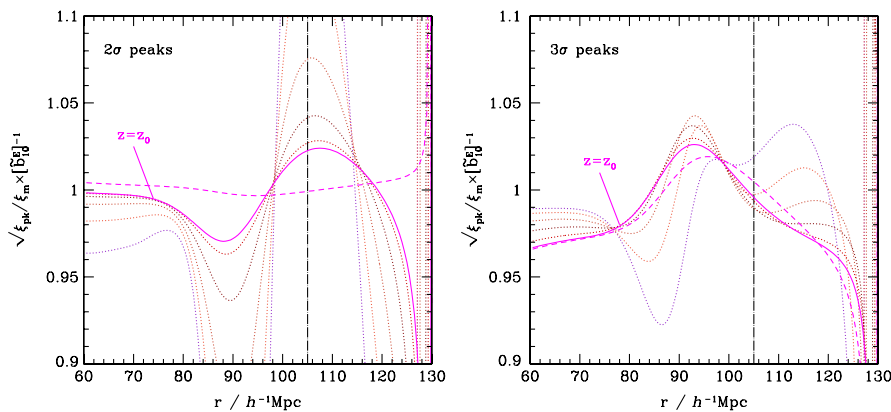 1.1
1.05
1
0.95
0.9
2σ peaks
z=z₀
60 70 80 90 100 110 120 130
r / h⁻¹Mpc
√ξpk/ξm×[b̃ᴱ₁₀]⁻¹
1.1
1.05
1
0.95
0.9
3σ peaks
z=z₀
60 70 80 90 100 110 120 130
r / h⁻¹Mpc
√ξpk/ξm×[b̃ᴱ₁₀]⁻¹